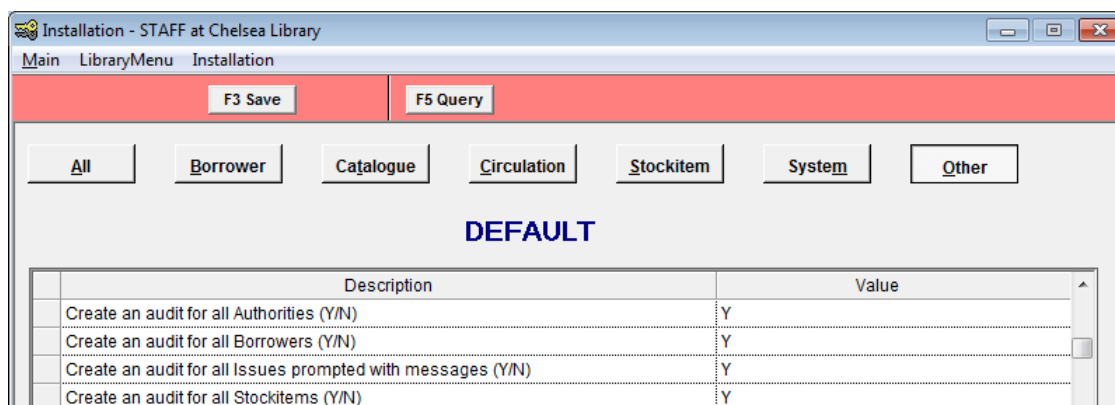 Installation - STAFF at Chelsea Library
Main LibraryMenu Installation
F3 Save F5 Query
All Borrower Catalogue Circulation Stockitem System Other
DEFAULT
Description Value
Create an audit for all Authorities (Y/N) Y
Create an audit for all Borrowers (Y/N) Y
Create an audit for all Issues prompted with messages (Y/N) Y
Create an audit for all Stockitems (Y/N) Y